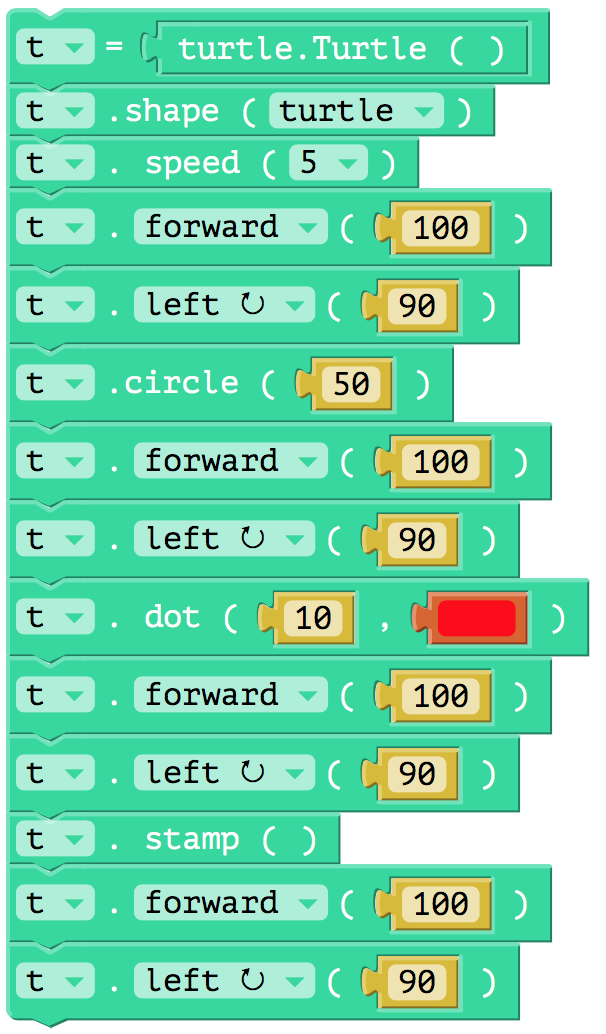 t = turtle.Turtle ( )
t .shape ( turtle )
t . speed ( 5 )
t . forward ( 100 )
t . left ↻ ( 90 )
t .circle ( 50 )
t . forward ( 100 )
t . left ↻ ( 90 )
t . dot ( 10 , )
t . forward ( 100 )
t . left ↻ ( 90 )
t . stamp ( )
t . forward ( 100 )
t . left ↻ ( 90 )